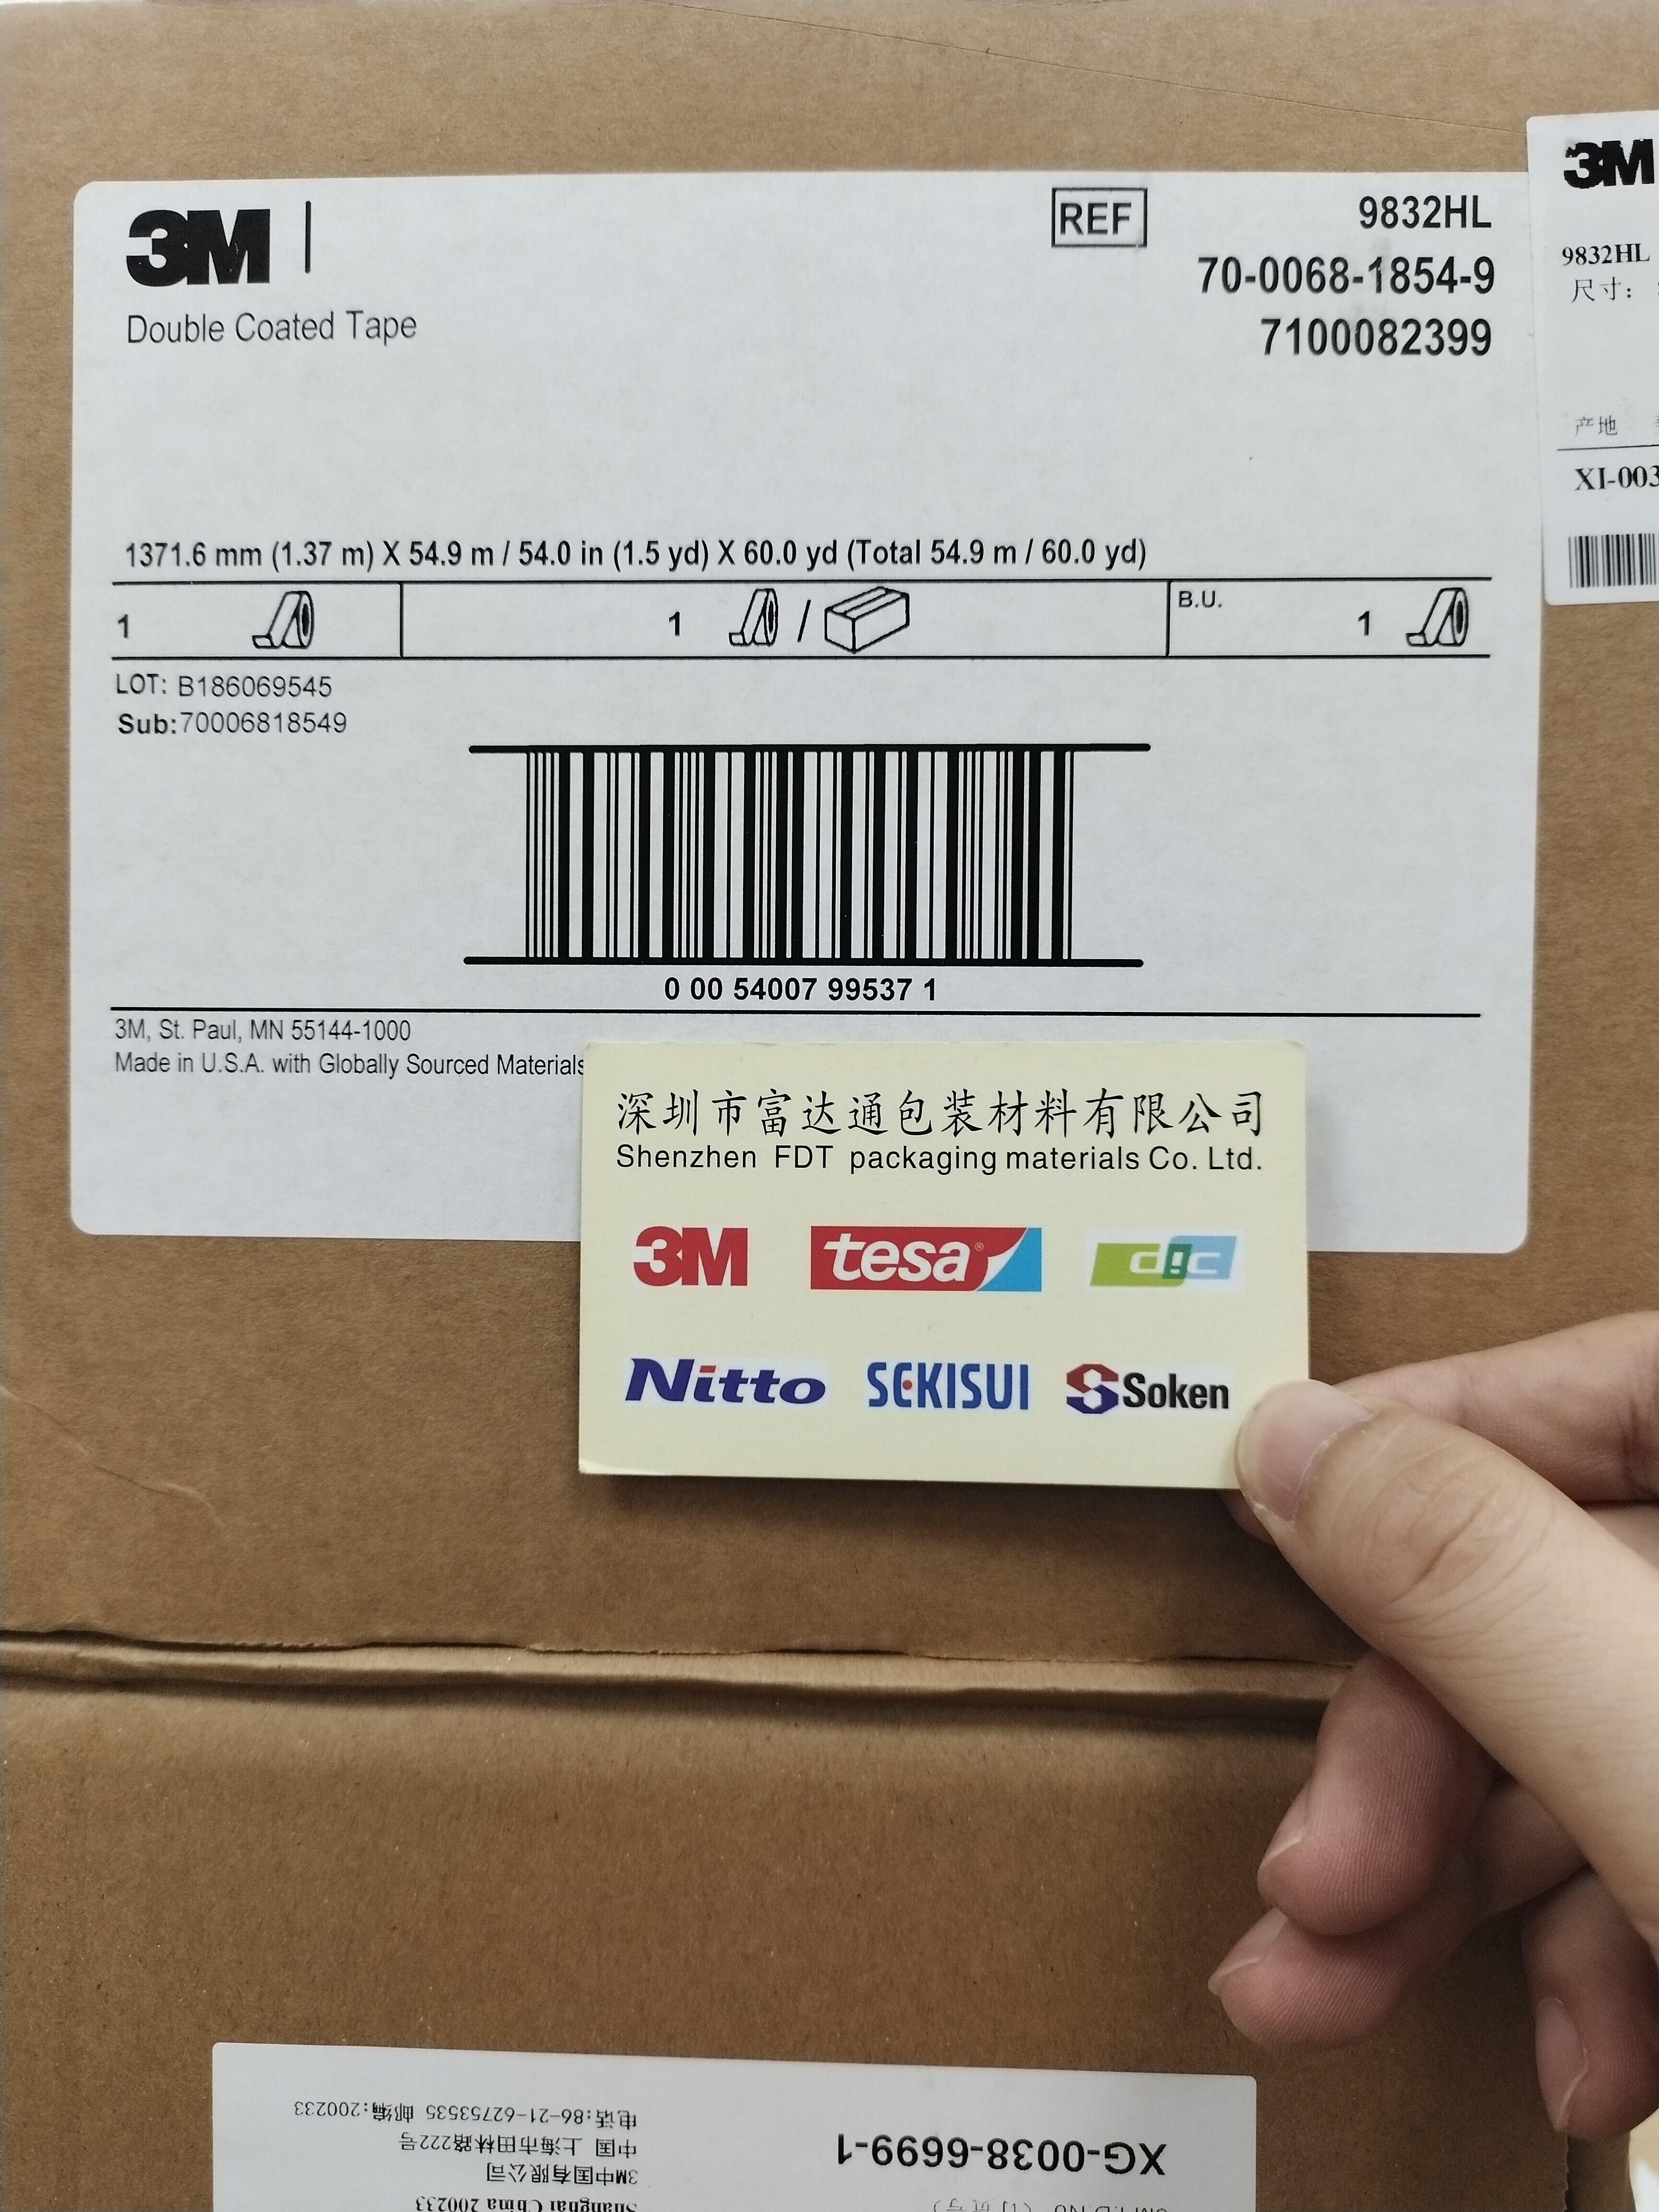 3M
REF 9832HL
70-0068-1854-9
7100082399
Double Coated Tape
1371.6 mm (1.37 m) X 54.9 m / 54.0 in (1.5 yd) X 60.0 yd (Total 54.9 m / 60.0 yd)
1 1 / B.U. 1
LOT: B186069545
Sub:70006818549
0 00 54007 99537 1
3M, St. Paul, MN 55144-1000
Made in U.S.A. with Globally Sourced Materials
3M
9832HL
尺寸:
产地
XI-003
深圳市富达通包装材料有限公司
Shenzhen FDT packaging materials Co. Ltd.
3M tesa® dic
Nitto SEKISUI Soken
Shanghai China 200233
3M中国有限公司
中国 上海市田林路222号
电话:86-21-62753535 邮编:200233
XG-0038-6699-1